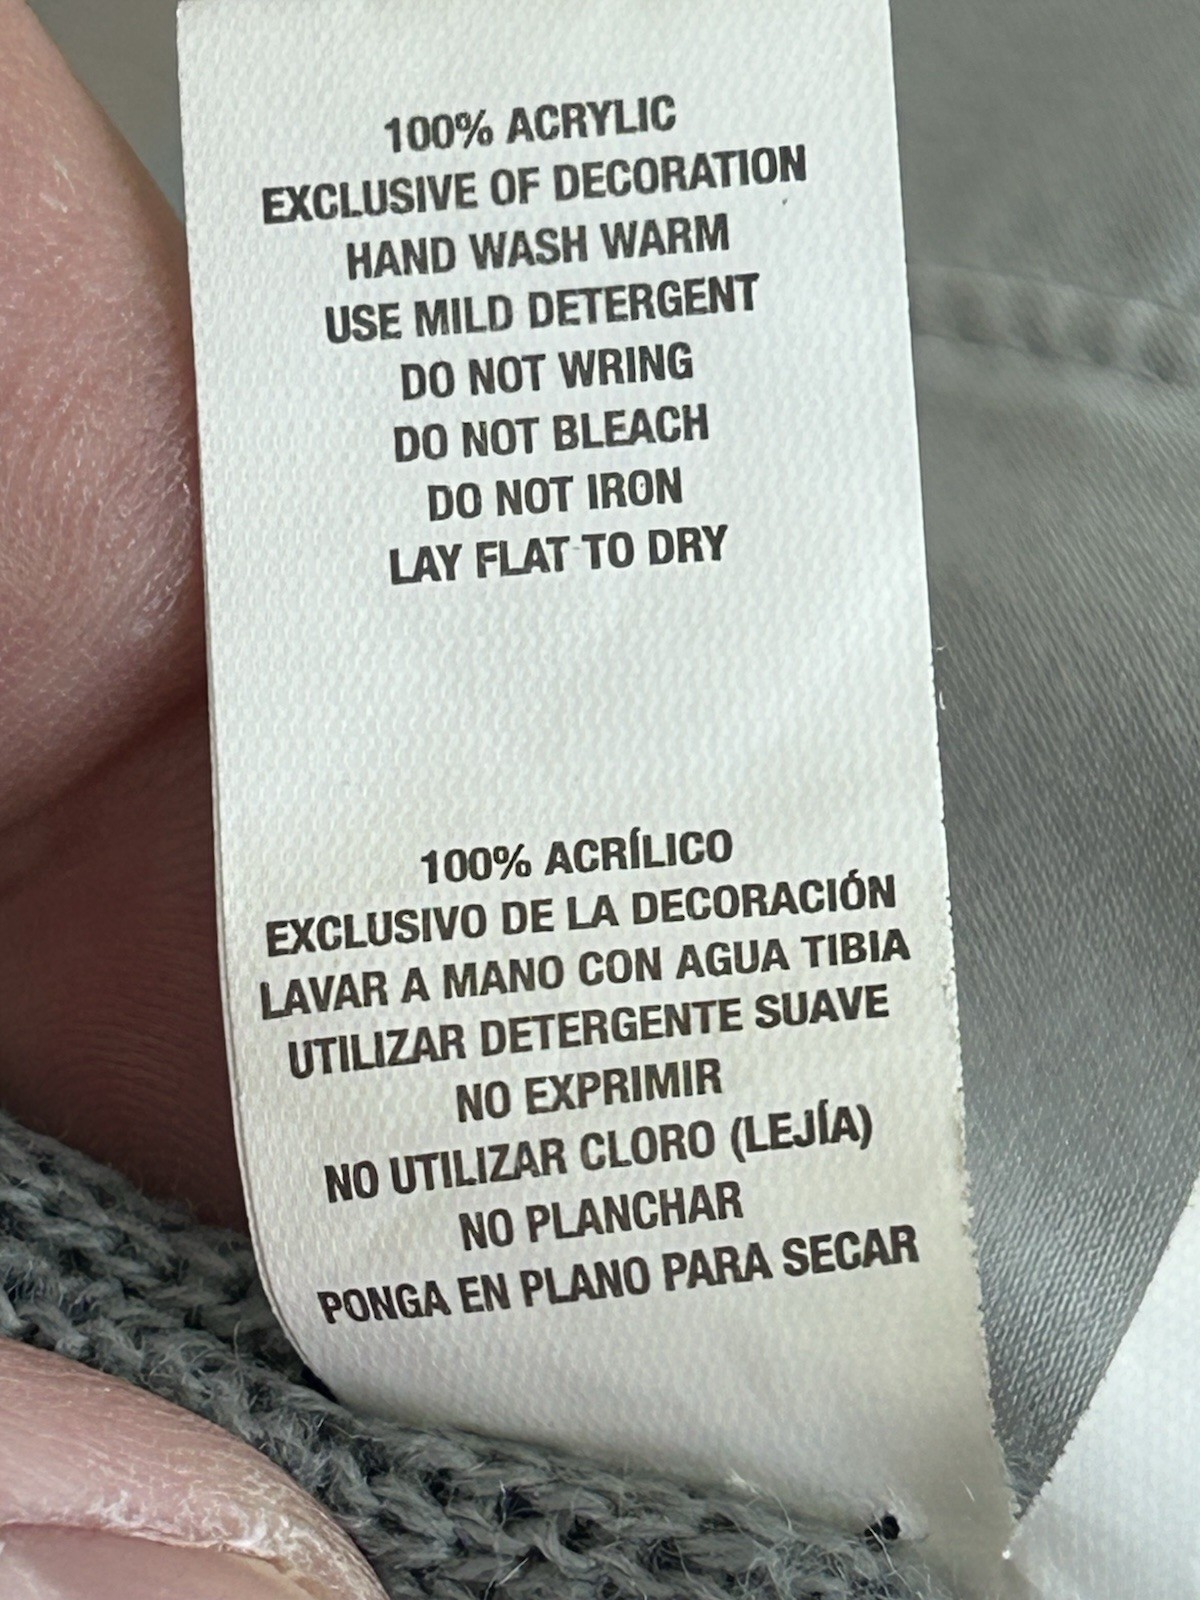 100% ACRYLIC
EXCLUSIVE OF DECORATION
HAND WASH WARM
USE MILD DETERGENT
DO NOT WRING
DO NOT BLEACH
DO NOT IRON
LAY FLAT TO DRY
100% ACRÍLICO
EXCLUSIVO DE LA DECORACIÓN
LAVAR A MANO CON AGUA TIBIA
UTILIZAR DETERGENTE SUAVE
NO EXPRIMIR
NO UTILIZAR CLORO (LEJÍA)
NO PLANCHAR
PONGA EN PLANO PARA SECAR